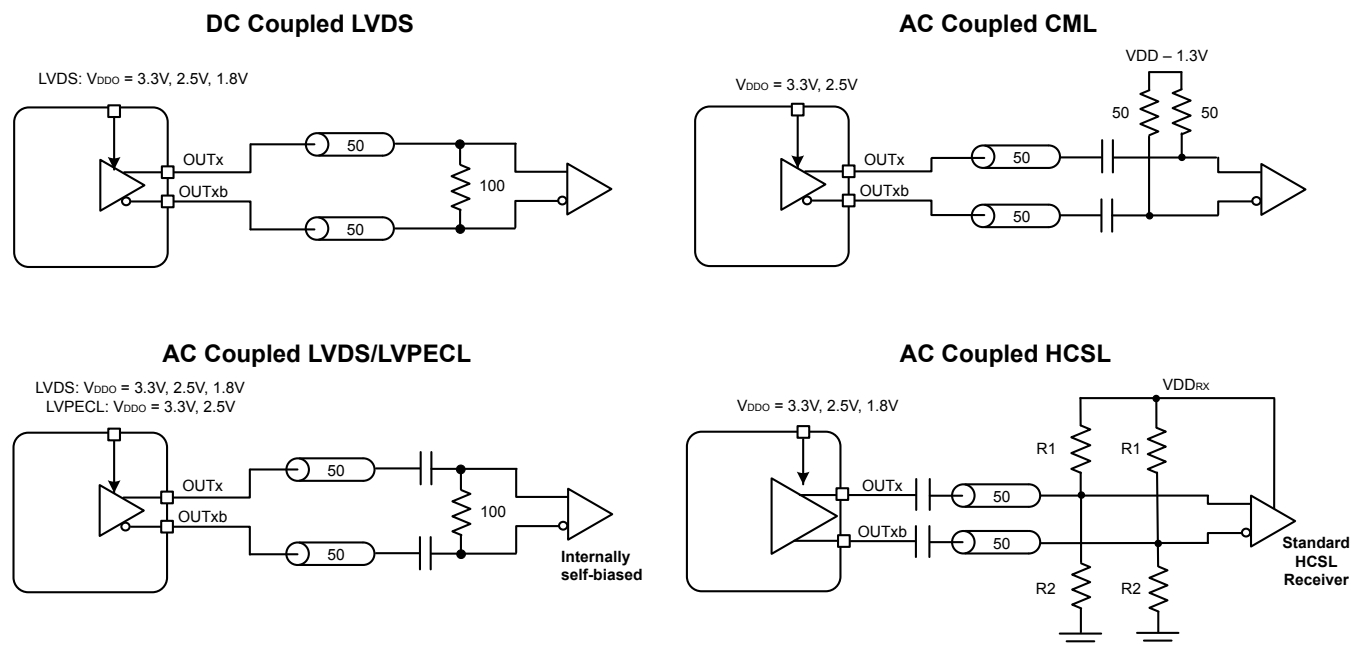 DC Coupled LVDS
LVDS: VDDO = 3.3V, 2.5V, 1.8V
OUTx
OUTxb
50
50
100
AC Coupled CML
VDD – 1.3V
VDDO = 3.3V, 2.5V
50
50
OUTx
OUTxb
50
50
AC Coupled LVDS/LVPECL
LVDS: VDDO = 3.3V, 2.5V, 1.8V
LVPECL: VDDO = 3.3V, 2.5V
OUTx
OUTxb
50
50
100
Internally
self-biased
AC Coupled HCSL
VDDRX
VDDO = 3.3V, 2.5V, 1.8V
R1
R1
OUTx
OUTxb
50
50
R2
R2
Standard
HCSL
Receiver